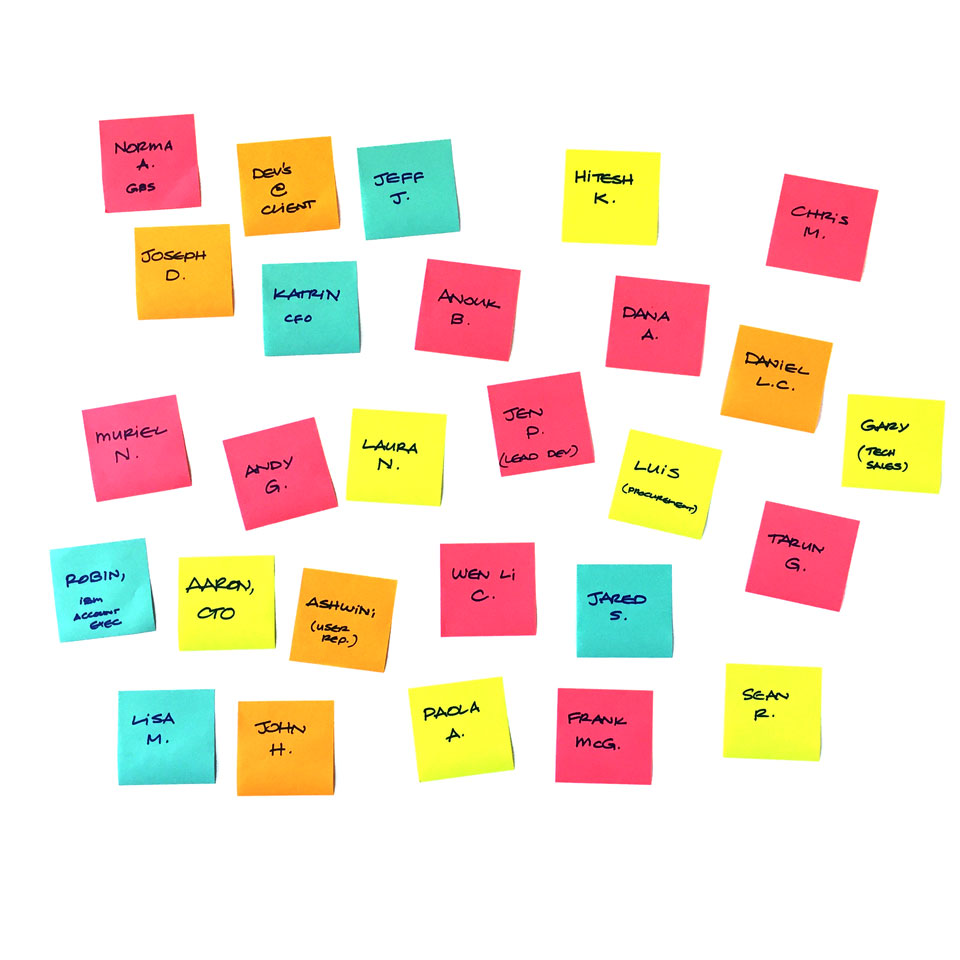 NORMA
A.
GBS
DEV'S
@
CLIENT
JEFF
J.
HITESH
K.
CHRIS
M.
JOSEPH
D.
KATRIN
CFO
ANOUK
B.
DANA
A.
DANIEL
L.C.
MURIEL
N.
ANDY
G.
LAURA
N.
JEN
P.
(LEAD DEV)
LUIS
(PROCUREMENT)
GARY
(TECH
SALES)
ROBIN,
IBM
ACCOUNT
EXEC
AARON,
CTO
ASHWIN;
(USER
REP.)
WEN LI
C.
JARED
S.
TARUN
G.
LISA
M.
JOHN
H.
PAOLA
A.
FRANK
McG.
SEAN
R.